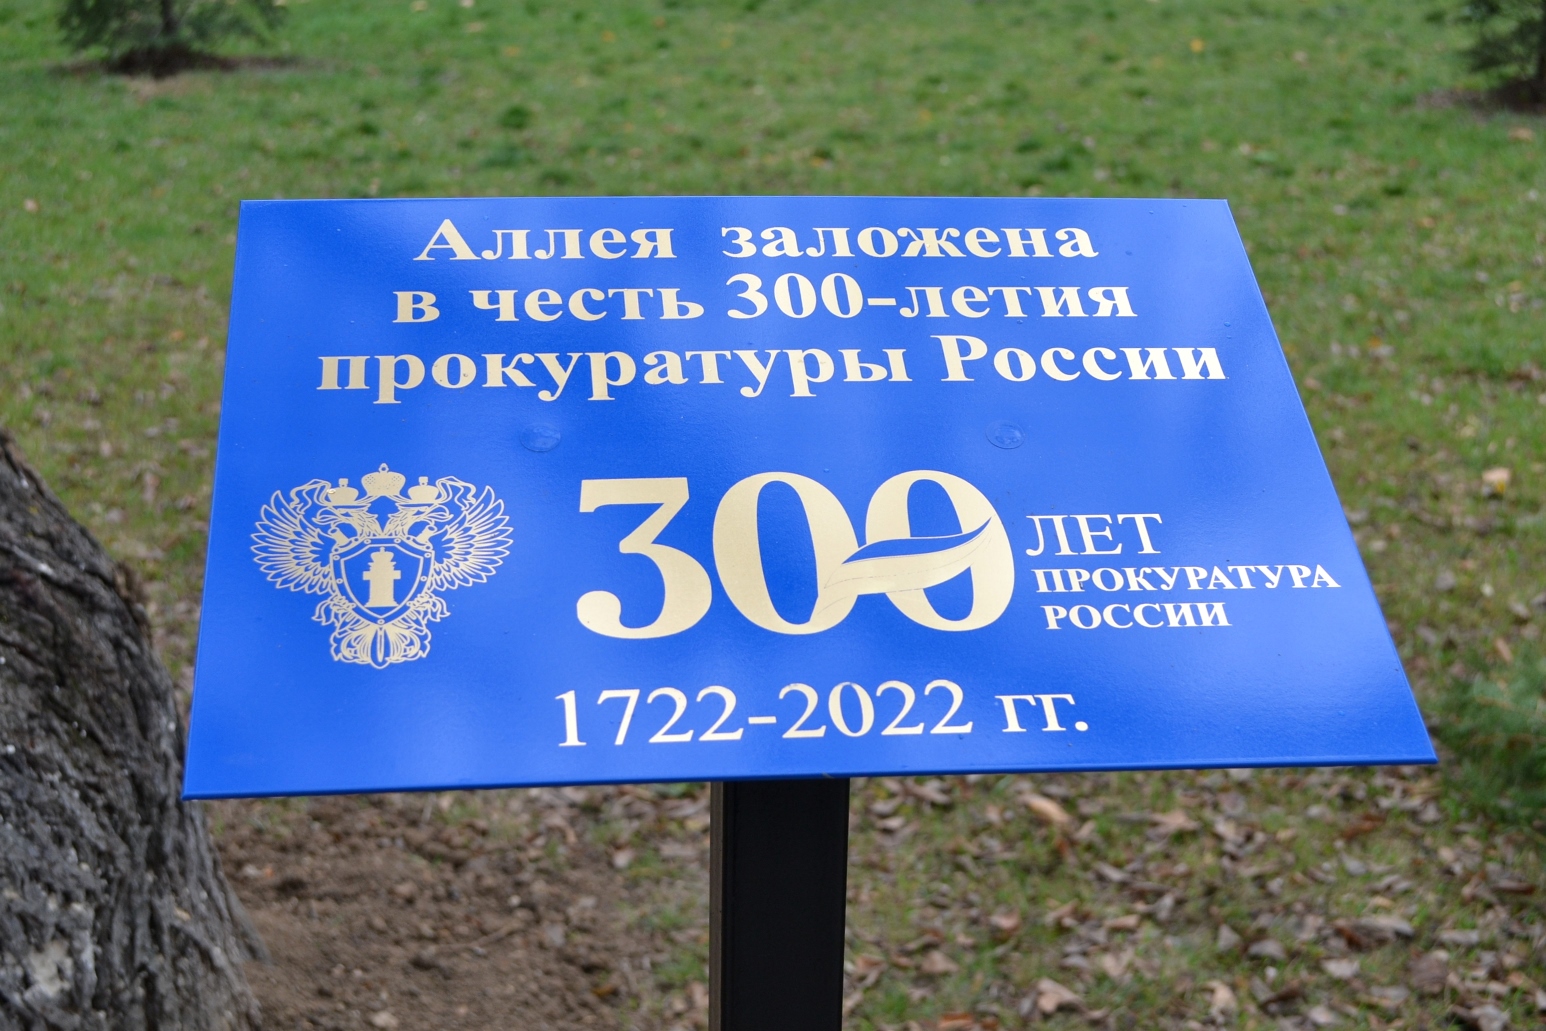 Аллея заложена
в честь 300-летия
прокуратуры России
300 ЛЕТ
ПРОКУРАТУРА
РОССИИ
1722-2022 гг.